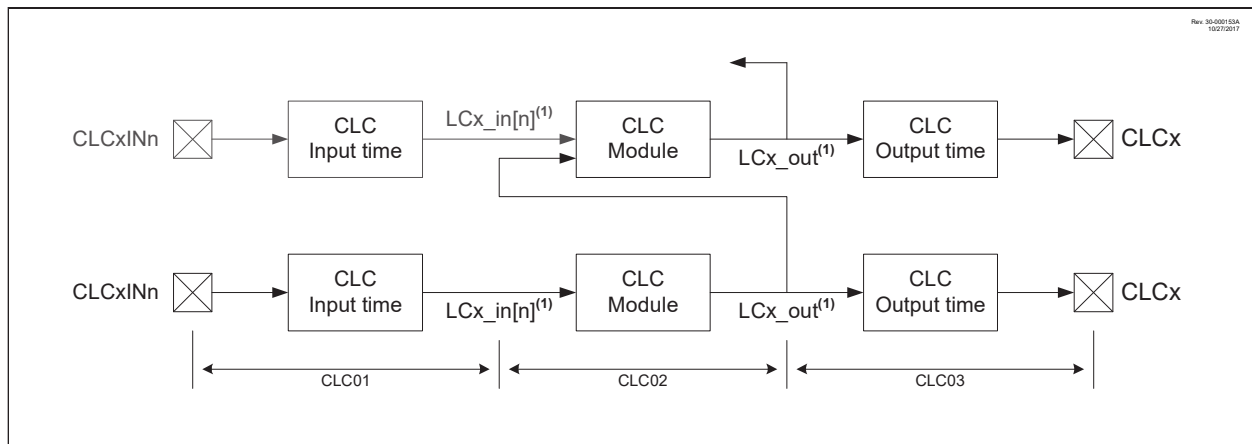 Rev. 30-000153A
10/27/2017
CLCxINn
CLC
Input time
LCx_in[n](1)
CLC
Module
LCx_out(1)
CLC
Output time
CLCx
CLCxINn
CLC
Input time
LCx_in[n](1)
CLC
Module
LCx_out(1)
CLC
Output time
CLCx
CLC01
CLC02
CLC03